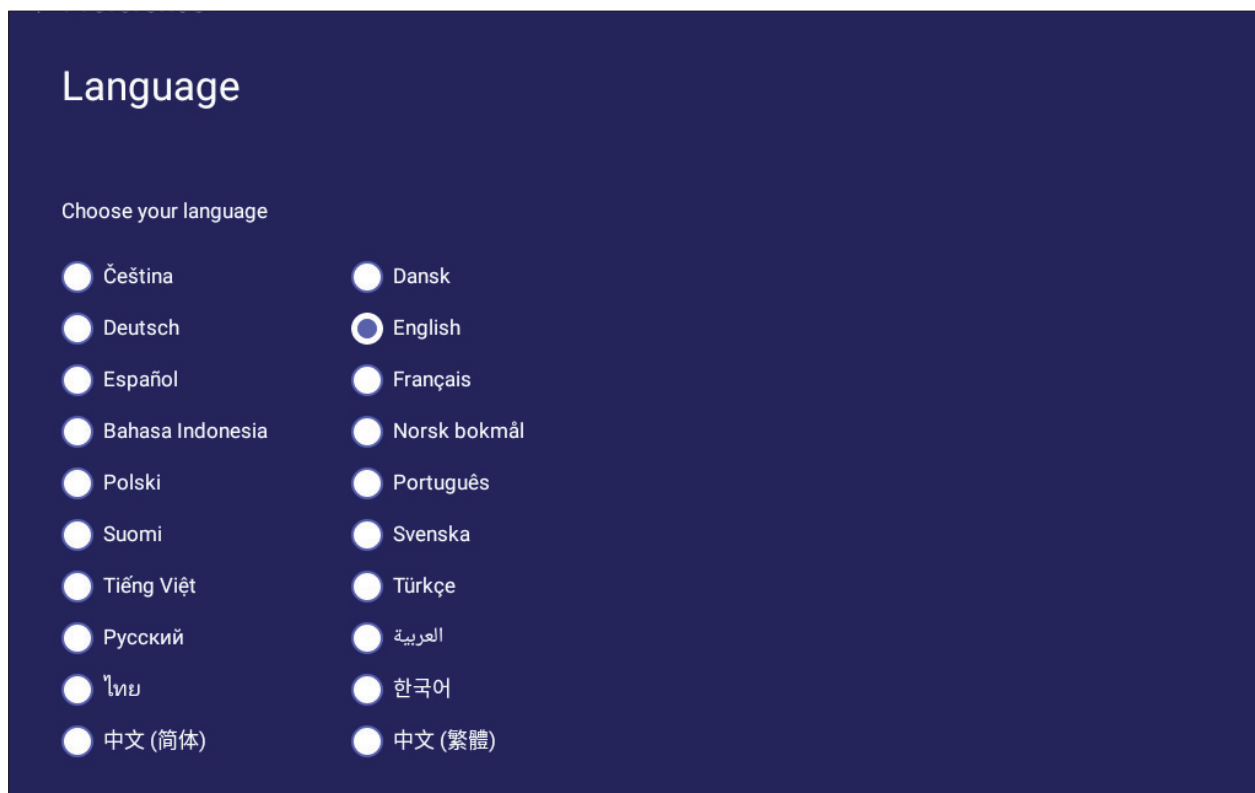 Language
Choose your language
Čeština Dansk
Deutsch English
Español Français
Bahasa Indonesia Norsk bokmål
Polski Português
Suomi Svenska
Tiếng Việt Türkçe
Русский العربية
ไทย 한국어
中文 (简体) 中文 (繁體)